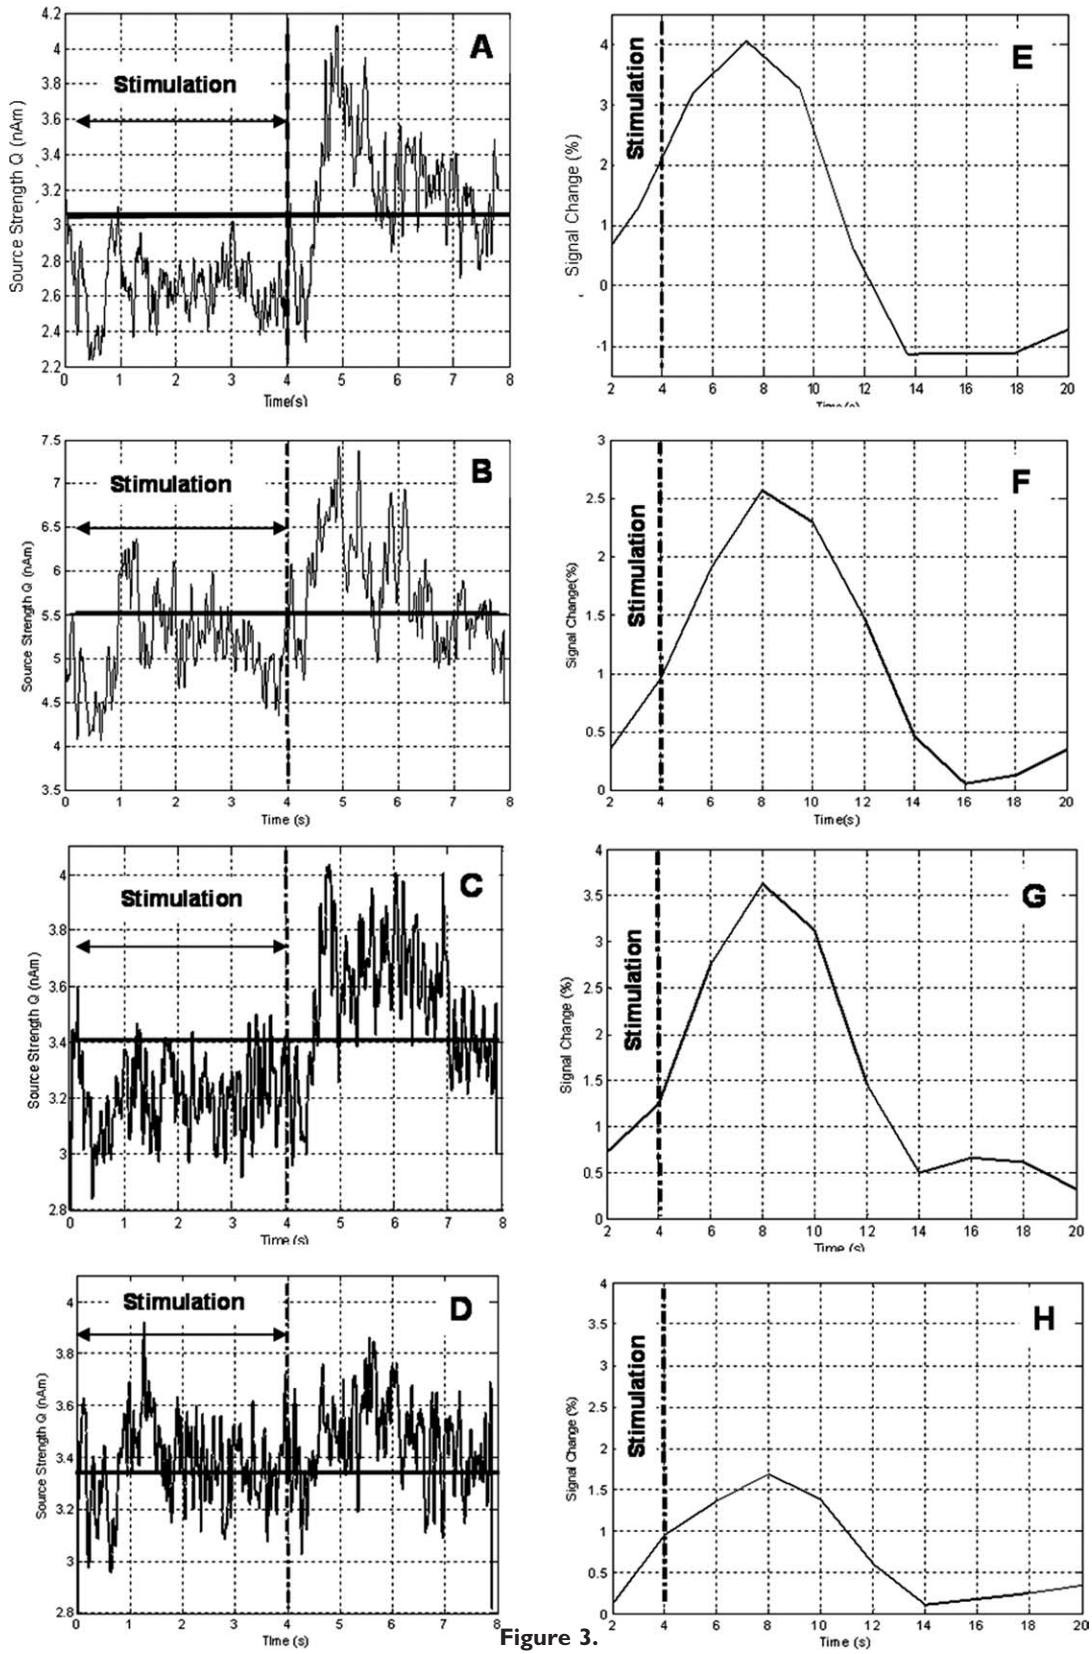 4.2
4
3.8
3.6
3.4
3.2
3
2.8
2.6
2.4
2.2
Source Strength Q (nAm)
Stimulation
A
0 1 2 3 4 5 6 7 8
Time(s)
4
3
2
1
0
-1
Signal Change (%)
Stimulation
E
2 4 6 8 10 12 14 16 18 20
Time(s)
7.5
7
6.5
6
5.5
5
4.5
4
3.5
Source Strength Q (nAm)
Stimulation
B
0 1 2 3 4 5 6 7 8
Time (s)
3
2.5
2
1.5
1
0.5
0
Signal Change(%)
Stimulation
F
2 4 6 8 10 12 14 16 18 20
Time(s)
4
3.8
3.6
3.4
3.2
3
2.8
Source Strength Q (nAm)
Stimulation
C
0 1 2 3 4 5 6 7 8
Time (s)
4
3.5
3
2.5
2
1.5
1
0.5
0
Signal Change (%)
Stimulation
G
2 4 6 8 10 12 14 16 18 20
Time (s)
4
3.8
3.6
3.4
3.2
3
2.8
Source Strength Q (nAm)
Stimulation
D
0 1 2 3 4 5 6 7 8
Time (s)
4
3.5
3
2.5
2
1.5
1
0.5
0
Signal Change (%)
Stimulation
H
2 4 6 8 10 12 14 16 18 20
Time (s)
Figure 3.